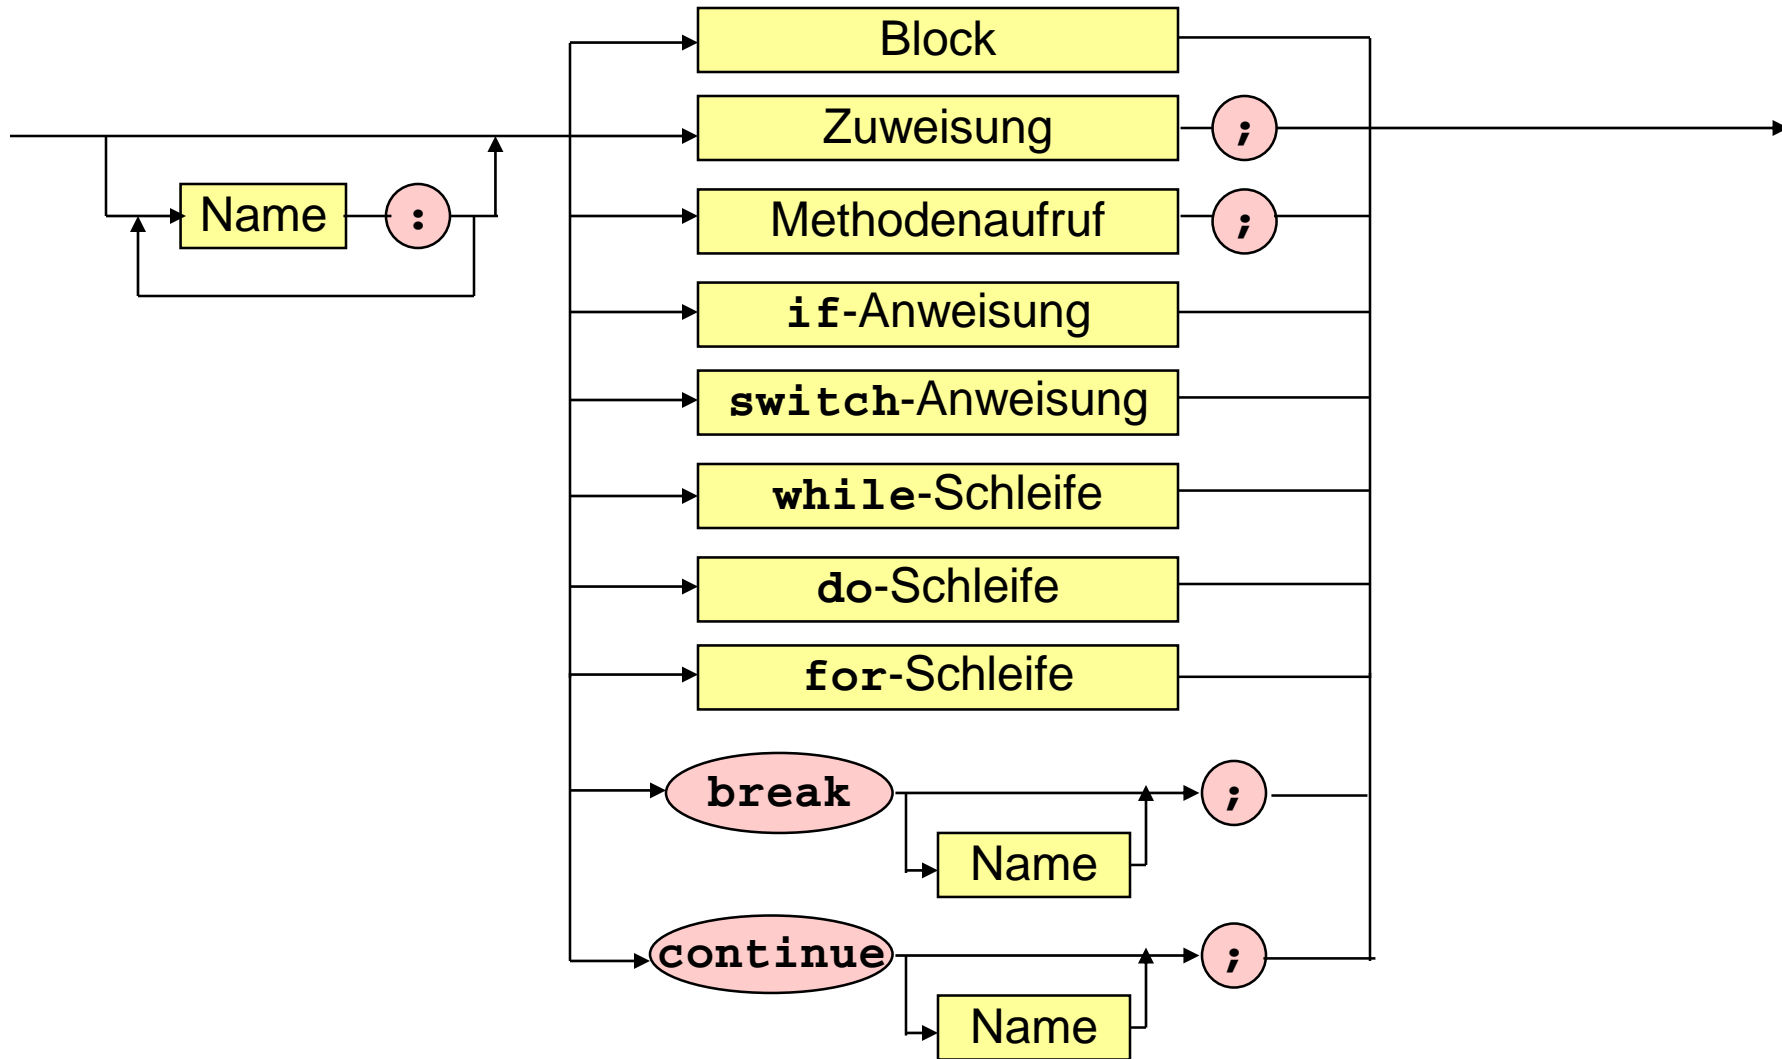 Block
Zuweisung ;
Name :
Methodenaufruf ;
if-Anweisung
switch-Anweisung
while-Schleife
do-Schleife
for-Schleife
break ;
Name
continue ;
Name